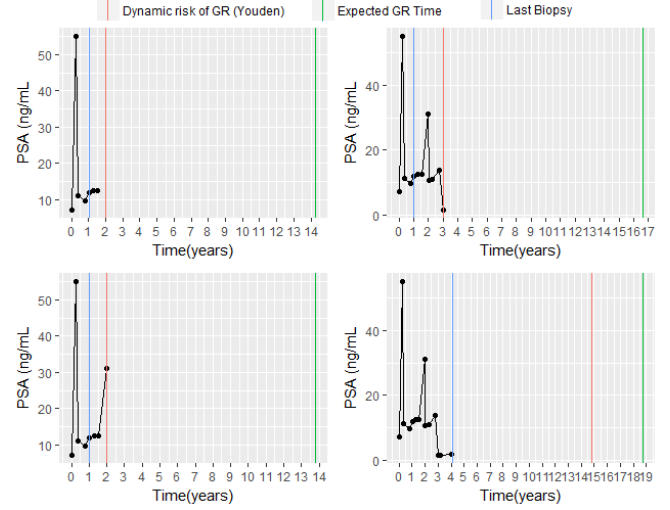 Dynamic risk of GR (Youden) Expected GR Time Last Biopsy
PSA (ng/mL)
50
40
30
20
10
0 1 2 3 4 5 6 7 8 9 10 11 12 13 14
Time(years)
PSA (ng/mL)
40
20
0
0 1 2 3 4 5 6 7 8 9 10 11 12 13 14 15 16 17
Time(years)
PSA (ng/mL)
50
40
30
20
10
0 1 2 3 4 5 6 7 8 9 10 11 12 13 14
Time(years)
PSA (ng/mL)
40
20
0
0 1 2 3 4 5 6 7 8 9 10 11 12 13 14 15 16 17 18 19
Time(years)